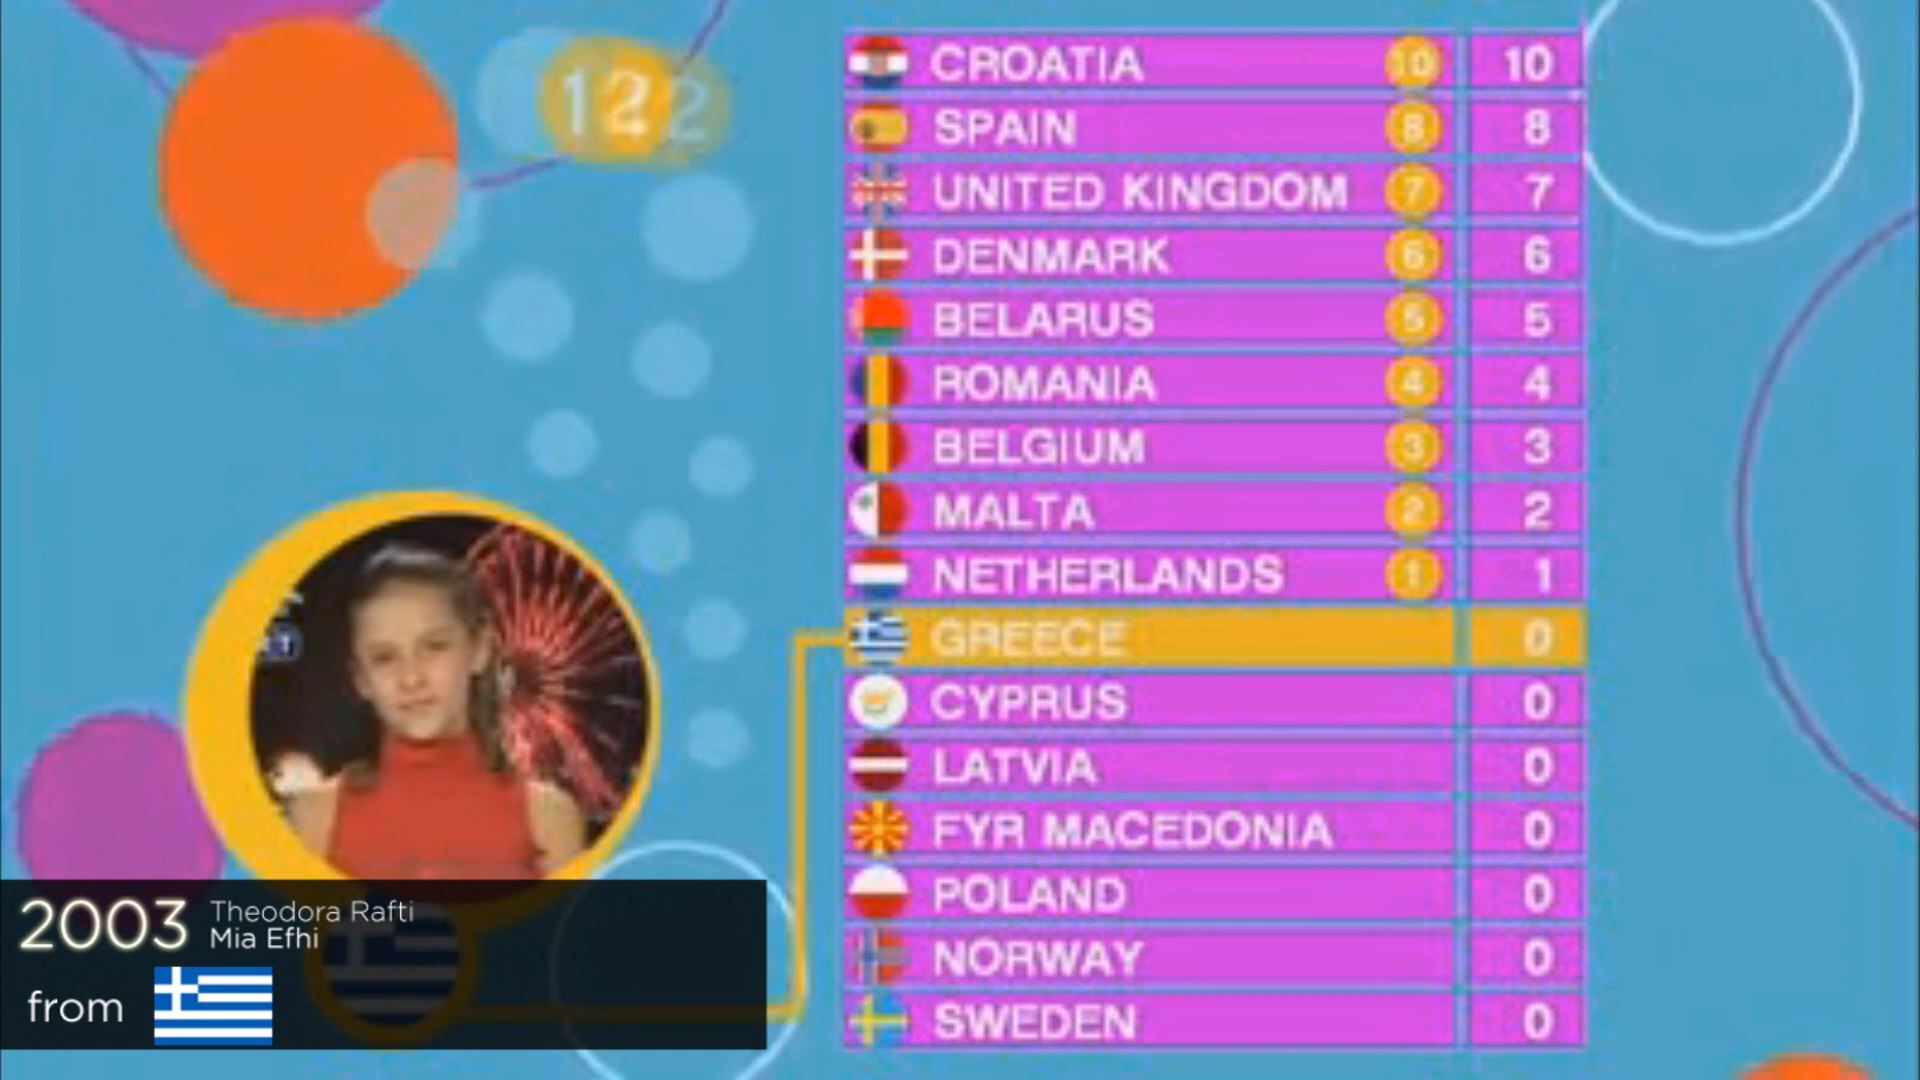 12 2
CROATIA 10 10
SPAIN 8 8
UNITED KINGDOM 7 7
DENMARK 6 6
BELARUS 5 5
ROMANIA 4 4
BELGIUM 3 3
MALTA 2 2
NETHERLANDS 1 1
GREECE 0
CYPRUS 0
LATVIA 0
FYR MACEDONIA 0
POLAND 0
NORWAY 0
SWEDEN 0
2003 Theodora Rafti
Mia Efhi
from